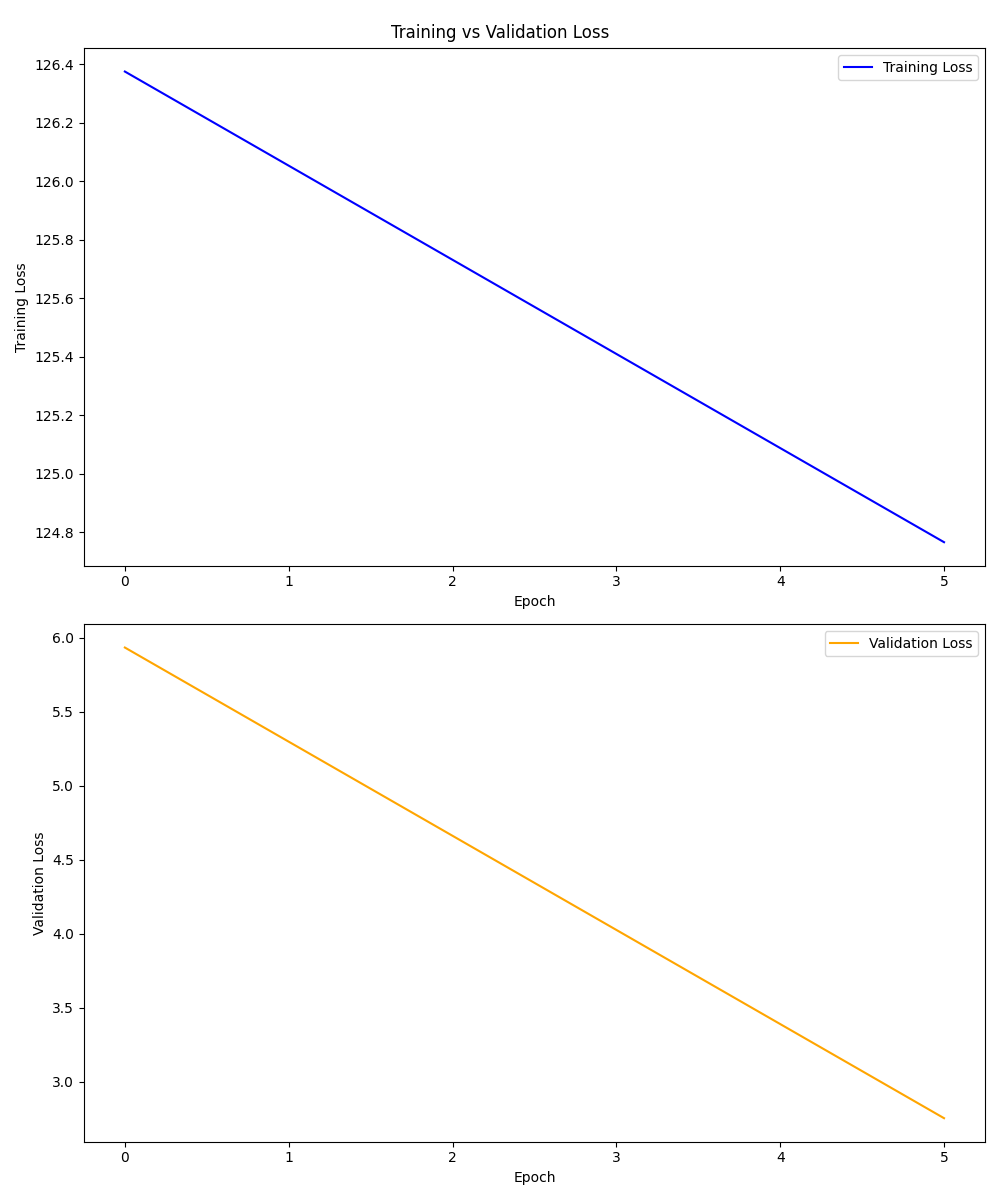 Training vs Validation Loss
Training Loss
126.4
126.2
126.0
125.8
125.6
125.4
125.2
125.0
124.8
Training Loss
0 1 2 3 4 5
Epoch
Validation Loss
6.0
5.5
5.0
4.5
4.0
3.5
3.0
Validation Loss
0 1 2 3 4 5
Epoch